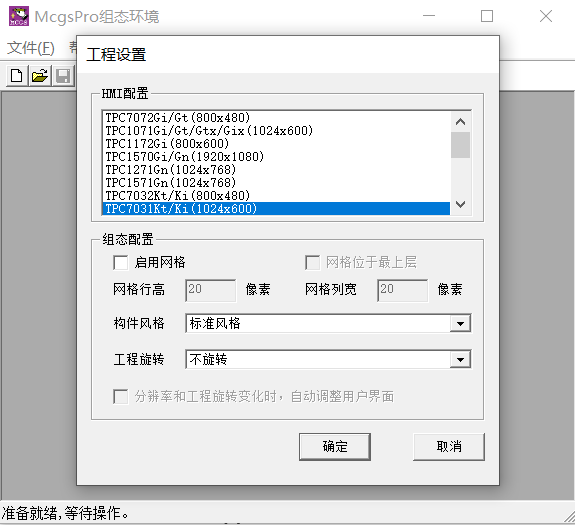 McgsPro组态环境
文件(F)
工程设置
HMI配置
TPC7072Gi/Gt(800x480)
TPC1071Gi/Gt/Gtx/Gix(1024x600)
TPC1172Gi(800x600)
TPC1570Gi/Gn(1920x1080)
TPC1271Gn(1024x768)
TPC1571Gn(1024x768)
TPC7032Kt/Ki(800x480)
TPC7031Kt/Ki(1024x600)
组态配置
启用网格 网格位于最上层
网格行高 20 像素 网格列宽 20 像素
构件风格 标准风格
工程旋转 不旋转
分辨率和工程旋转变化时，自动调整用户界面
确定 取消
准备就绪,等待操作。